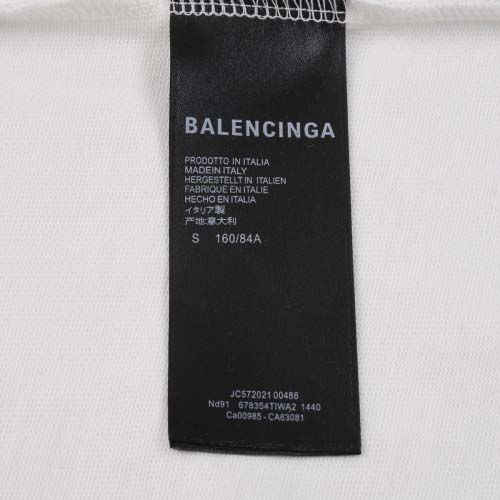 BALENCINGA
PRODOTTO IN ITALIA
MADEIN ITALY
HERGESTELLT IN ITALIEN
FABRIQUE EN ITALIE
HECHO EN ITALIA
イタリア製
产地:意大利
S 160/84A
JC572021 00488
Nd91 678354TIWA2 1440
Ca00985 - CA63081